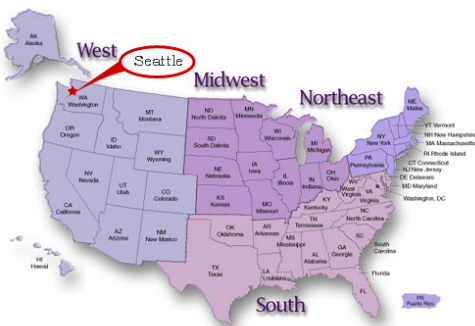 AK
Alaska
West
Seattle
Midwest
Northeast
WA
Washington
MT
Montana
ND
North Dakota
MN
Minnesota
ME
Maine
OR
Oregon
ID
Idaho
WY
Wyoming
SD
South Dakota
WI
Wisconsin
MI
Michigan
NY
New York
VT Vermont
NH New Hampshire
MA Massachusetts
RI Rhode Island
CT Connecticut
NJ New Jersey
DE Delaware
MD Maryland
Washington, DC
NV
Nevada
UT
Utah
CO
Colorado
NE
Nebraska
IA
Iowa
IL
Illinois
IN
Indiana
OH
Ohio
PA
Pennsylvania
CA
California
KS
Kansas
MO
Missouri
KY
Kentucky
WV
West
Virginia
VA
Virginia
AZ
Arizona
NM
New Mexico
OK
Oklahoma
AR
Arkansas
TN
Tennessee
NC
North Carolina
SC
South
Carolina
HI
Hawaii
TX
Texas
LA
Louisiana
MS
Mississippi
AL
Alabama
GA
Georgia
FL
Florida
PR
Puerto Rico
South